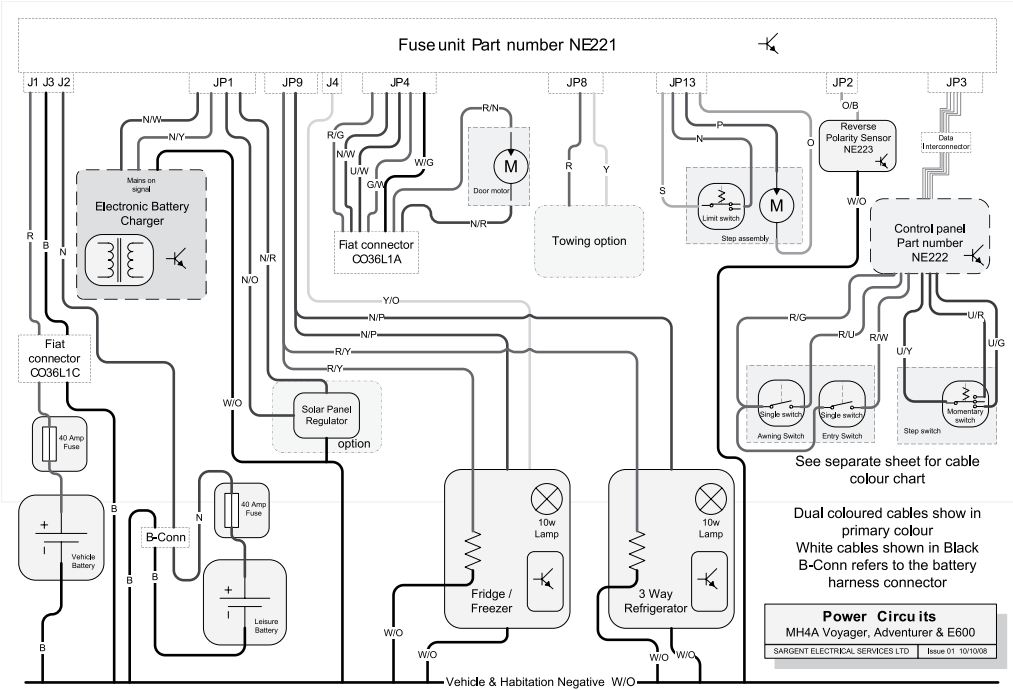 Fuse unit Part number NE221
J1 J3 J2
JP1
JP9
J4
JP4
JP8
JP13
JP2
JP3
N/W
N/Y
R/G
N/W
U/W
G/W
W/G
R/N
N/R
Door motor
M
R
Y
P
N
S
O
O/B
Reverse
Polarity Sensor
NE223
Data
Interconnector
Mains on
signal
Electronic Battery
Charger
R
B
N
N/O
N/R
Fiat connector
CO36L1A
Towing option
Limit switch
M
Step assembly
W/O
Control panel
Part number
NE222
Y/O
N/P
N/P
R/Y
R/Y
R/G
R/U
R/W
U/Y
U/R
U/G
Fiat
connector
CO36L1C
W/O
Solar Panel
Regulator
option
Single switch
Single switch
Awning Switch
Entry Switch
Momentary
switch
Step switch
40 Amp
Fuse
See separate sheet for cable
colour chart
40 Amp
Fuse
+
–
Vehicle
Battery
B
B-Conn
N
10w
Lamp
10w
Lamp
Dual coloured cables show in
primary colour
White cables shown in Black
B-Conn refers to the battery
harness connector
B
B
+
–
Leisure
Battery
Fridge /
Freezer
3 Way
Refrigerator
B
W/O
W/O
W/O
W/O
Vehicle & Habitation Negative W/O
Power Circuits
MH4A Voyager, Adventurer & E600
SARGENT ELECTRICAL SERVICES LTD
Issue 01 10/10/08